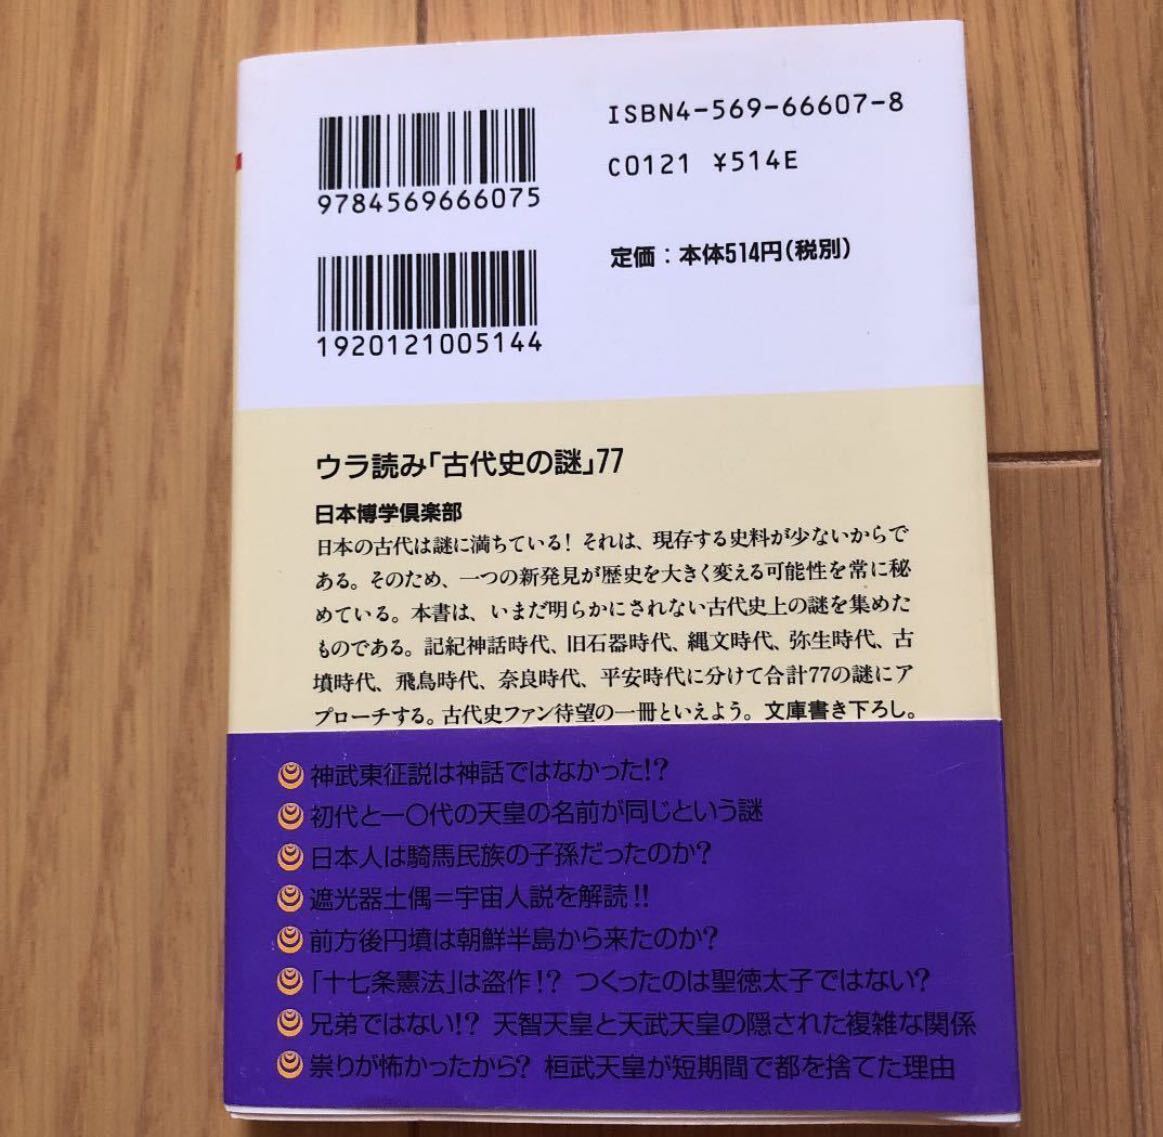 ISBN4-569-66607-8
C0121 ¥514E
9784569666075
定価：本体514円(税別)
1920121005144
ウラ読み「古代史の謎」77
日本博学倶楽部
日本の古代は謎に満ちている！それは、現存する史料が少ないからで
ある。そのため、一つの新発見が歴史を大きく変える可能性を常に秘
めている。本書は、いまだ明らかにされない古代史上の謎を集めた
ものである。記紀神話時代、旧石器時代、縄文時代、弥生時代、古
墳時代、飛鳥時代、奈良時代、平安時代に分けて合計77の謎にア
プローチする。古代史ファン待望の一冊といえよう。文庫書き下ろし。
神武東征説は神話ではなかった!?
初代と一〇代の天皇の名前が同じという謎
日本人は騎馬民族の子孫だったのか?
遮光器土偶＝宇宙人説を解読!!
前方後円墳は朝鮮半島から来たのか?
「十七条憲法」は盗作!? つくったのは聖徳太子ではない?
兄弟ではない!? 天智天皇と天武天皇の隠された複雑な関係
祟りが怖かったから? 桓武天皇が短期間で都を捨てた理由